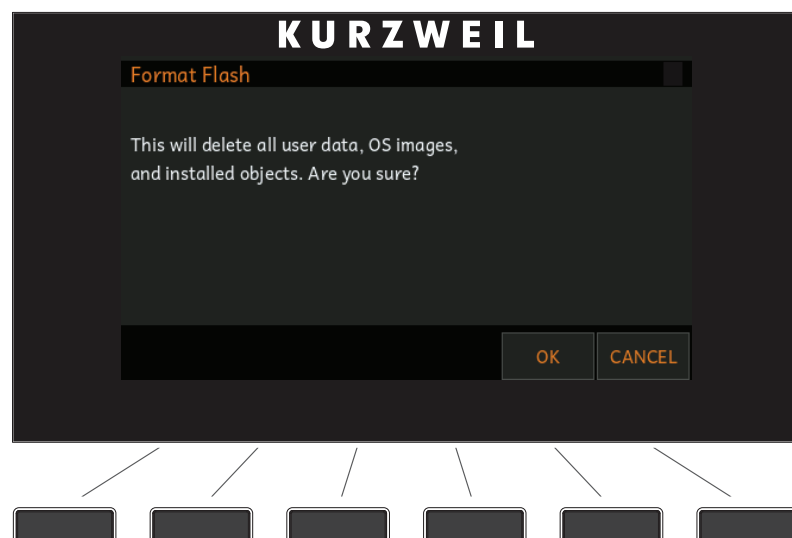 KURZWEIL
Format Flash
This will delete all user data, OS images,
and installed objects. Are you sure?
OK
CANCEL